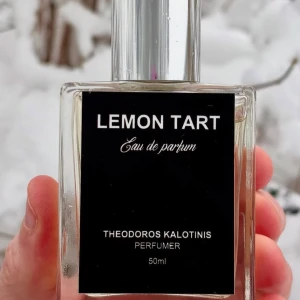 LEMON TART
Eau de parfum
THEODOROS KALOTINIS
PERFUMER
50ml